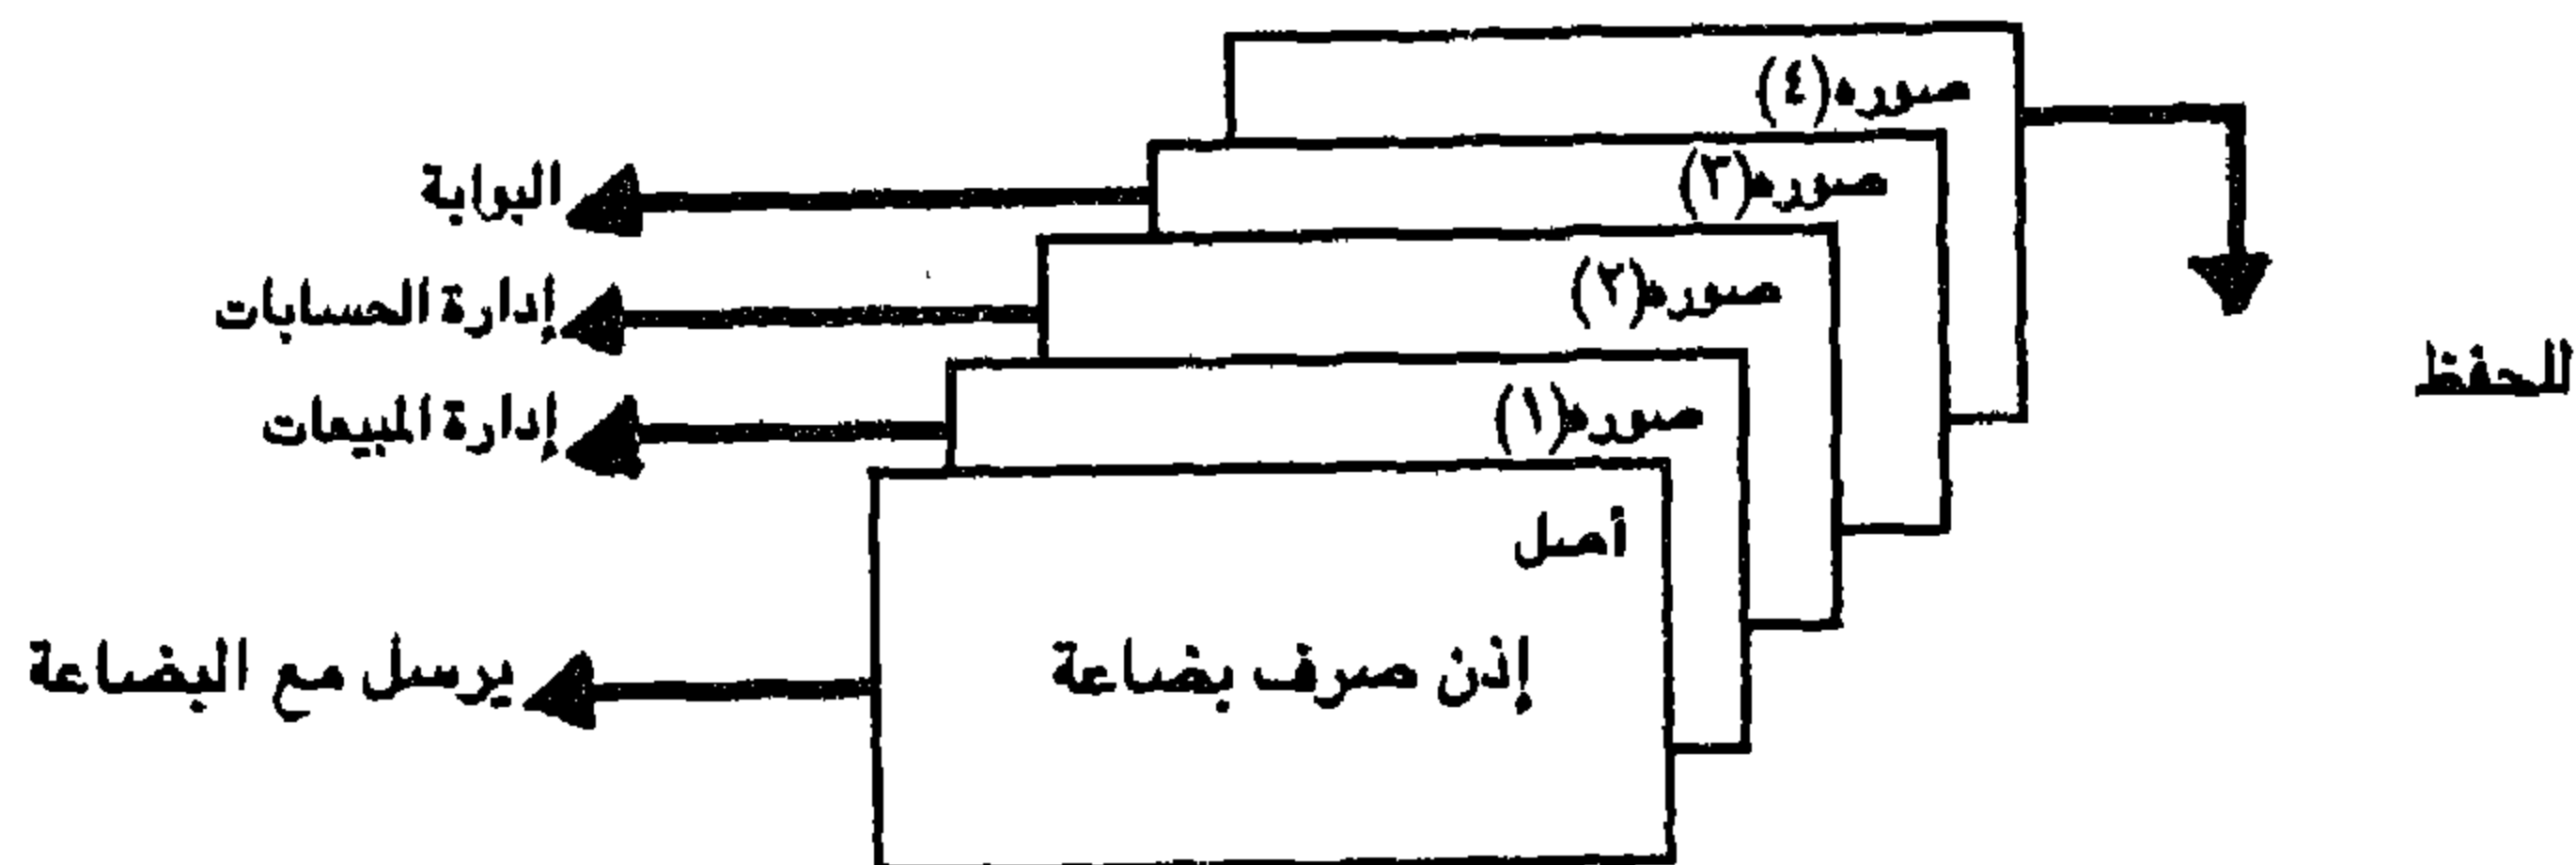 صوره(٤)
صوره(٣)
البوابة
صوره(٢)
إدارة الحسابات
للحفظ
صوره(١)
إدارة المبيعات
أصل
إذن صرف بضاعة
يرسل مع البضاعة